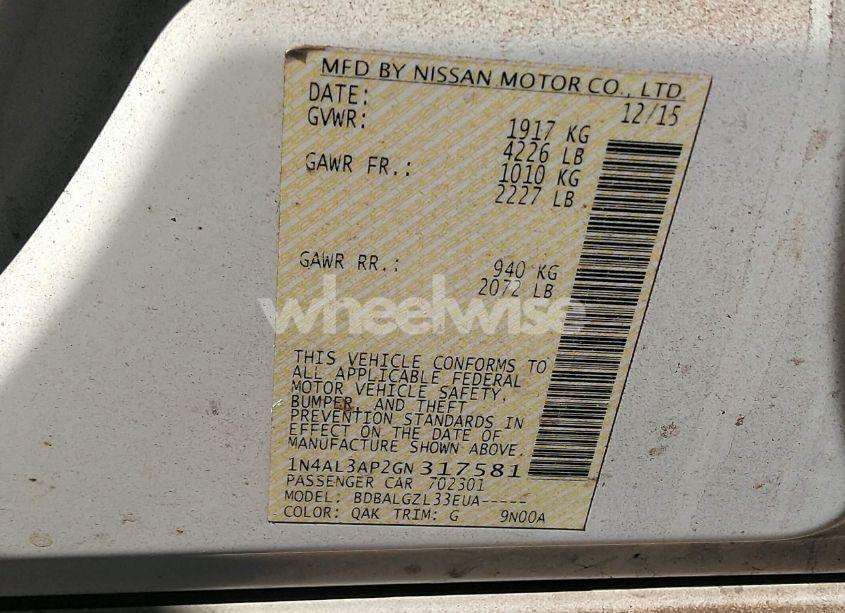 MFD BY NISSAN MOTOR CO., LTD.
DATE: 12/15
GVWR: 1917 KG
4226 LB
GAWR FR.: 1010 KG
2227 LB
GAWR RR.: 940 KG
2072 LB
wheelwise
THIS VEHICLE CONFORMS TO
ALL APPLICABLE FEDERAL
MOTOR VEHICLE SAFETY,
BUMPER, AND THEFT
PREVENTION STANDARDS IN
EFFECT ON THE DATE OF
MANUFACTURE SHOWN ABOVE.
1N4AL3AP2GN317581
PASSENGER CAR 702301
MODEL: BDBALGZL33EUA-----
COLOR: QAK TRIM: G 9N00A